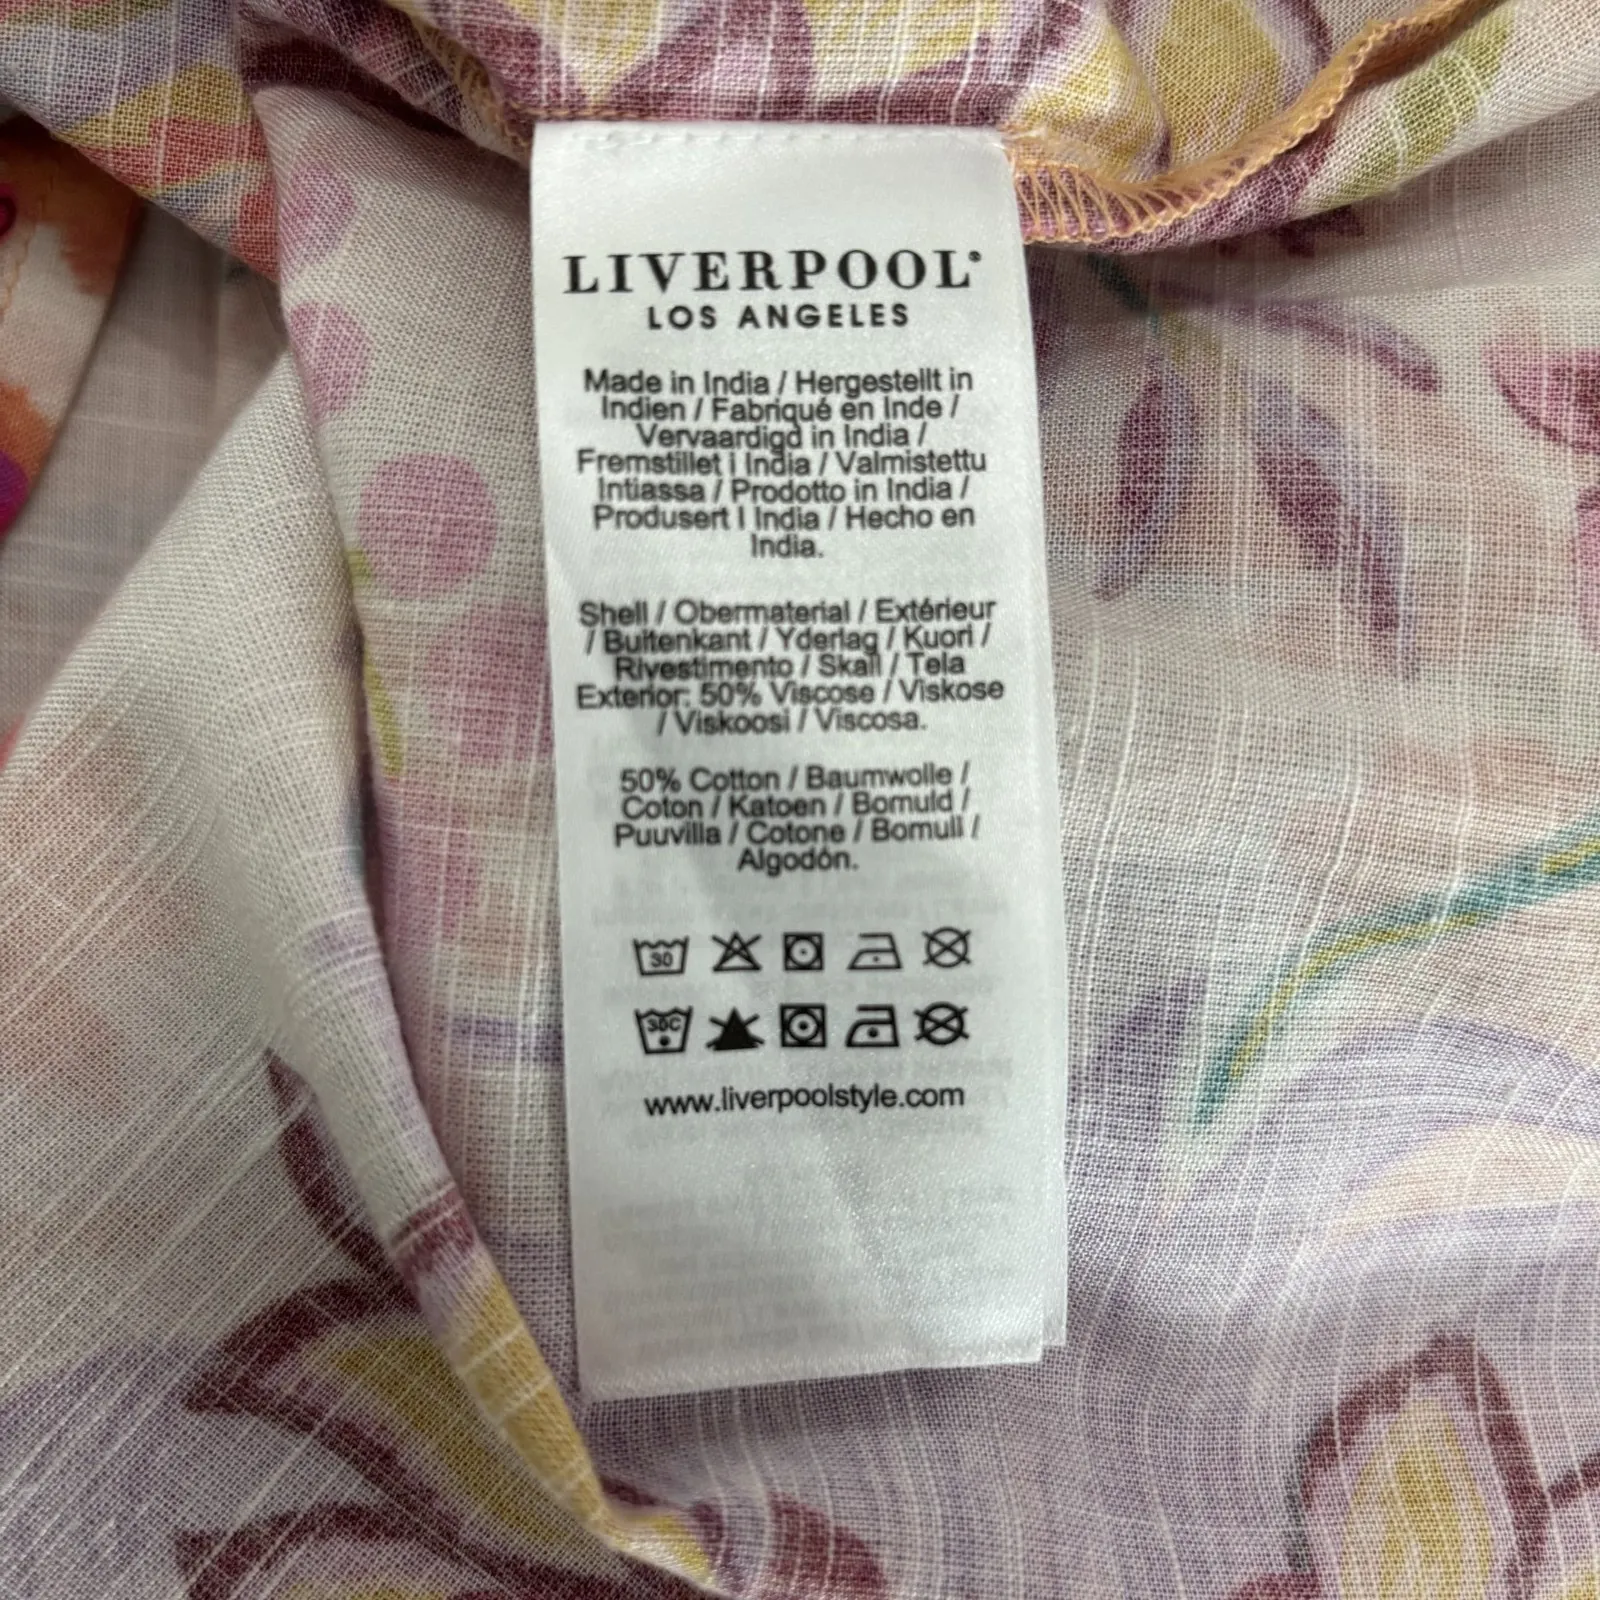 LIVERPOOL®
LOS ANGELES
Made in India / Hergestellt in
Indien / Fabriqué en Inde /
Vervaardigd in India /
Fremstillet i India / Valmistettu
Intiassa / Prodotto in India /
Produsert I India / Hecho en
India.
Shell / Obermaterial / Extérieur
/ Buitenkant / Yderlag / Kuori /
Rivestimento / Skall / Tela
Exterior: 50% Viscose / Viskose
/ Viskoosi / Viscosa.
50% Cotton / Baumwolle /
Coton / Katoen / Bomuld /
Puuvilla / Cotone / Bomull /
Algodón.
30
30C
www.liverpoolstyle.com